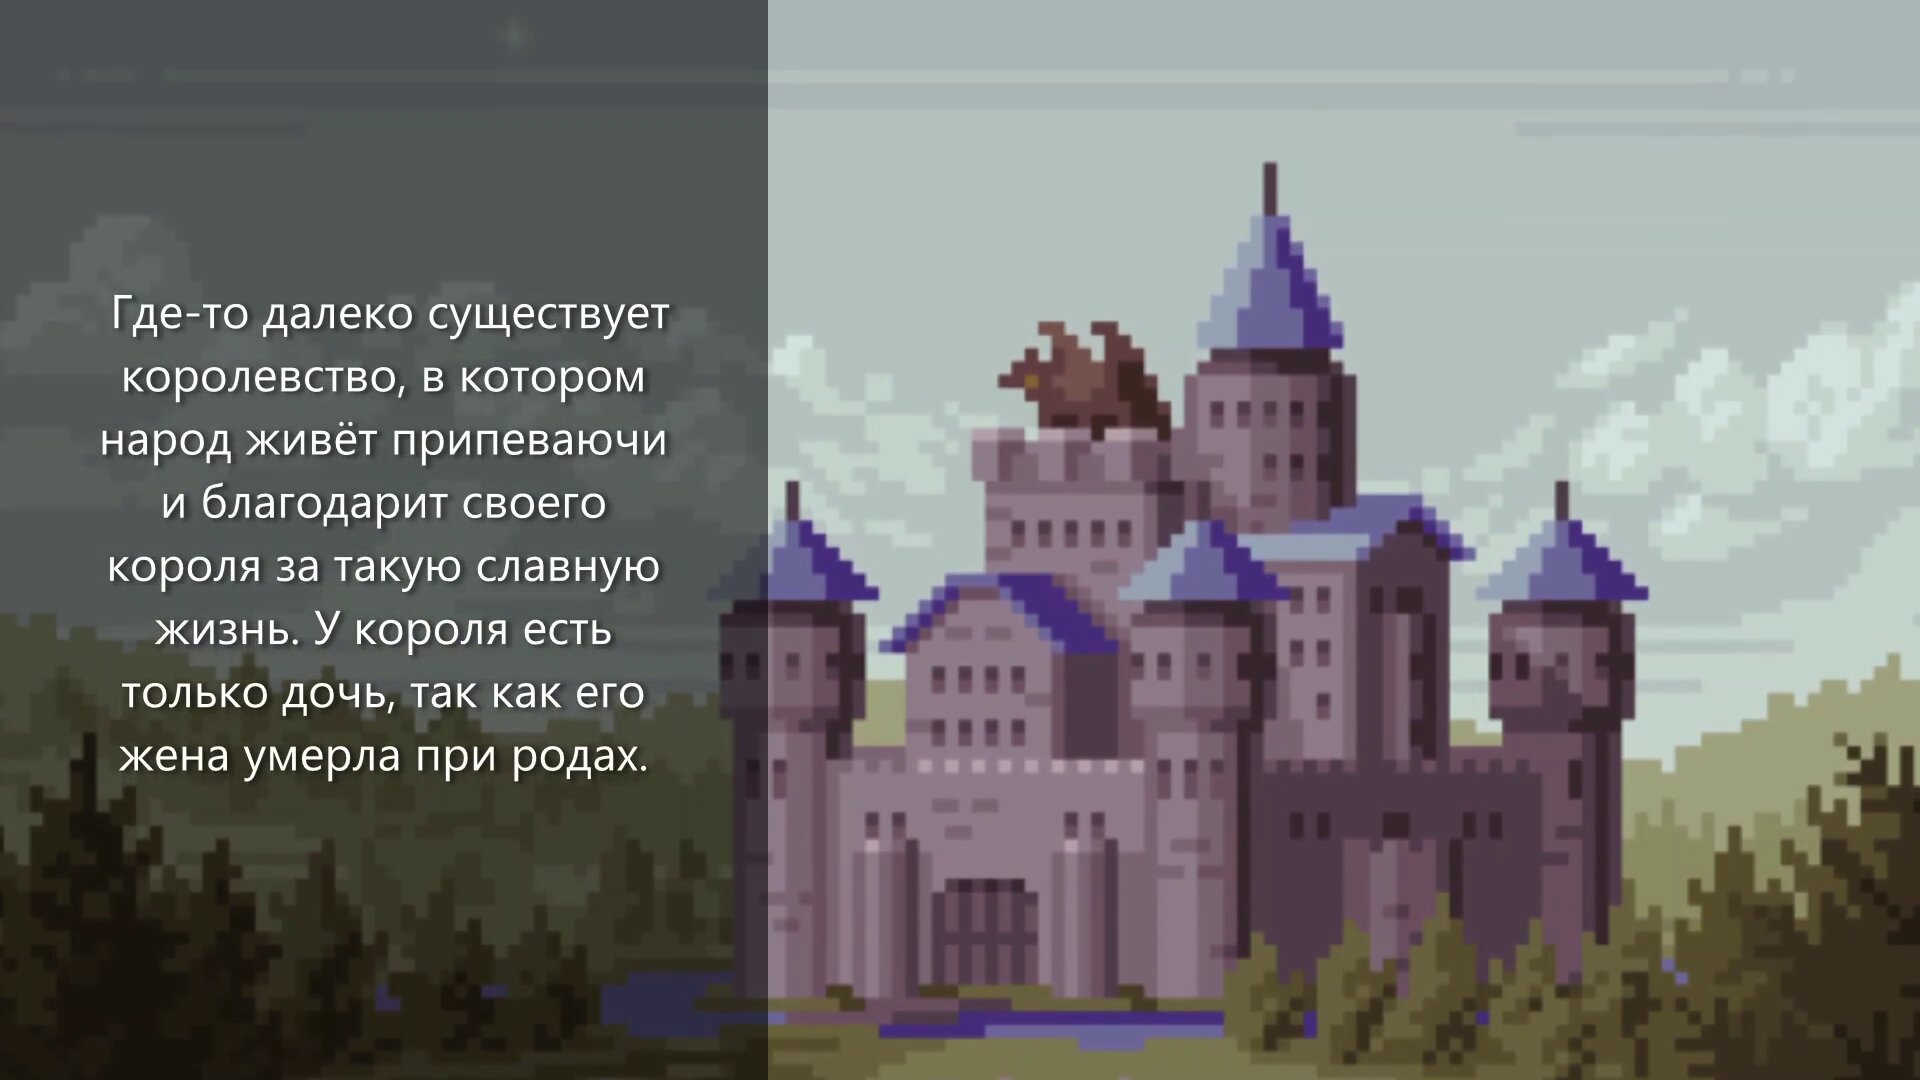 Где-то далеко существует
королевство, в котором
народ живёт припеваючи
и благодарит своего
короля за такую славную
жизнь. У короля есть
только дочь, так как его
жена умерла при родах.